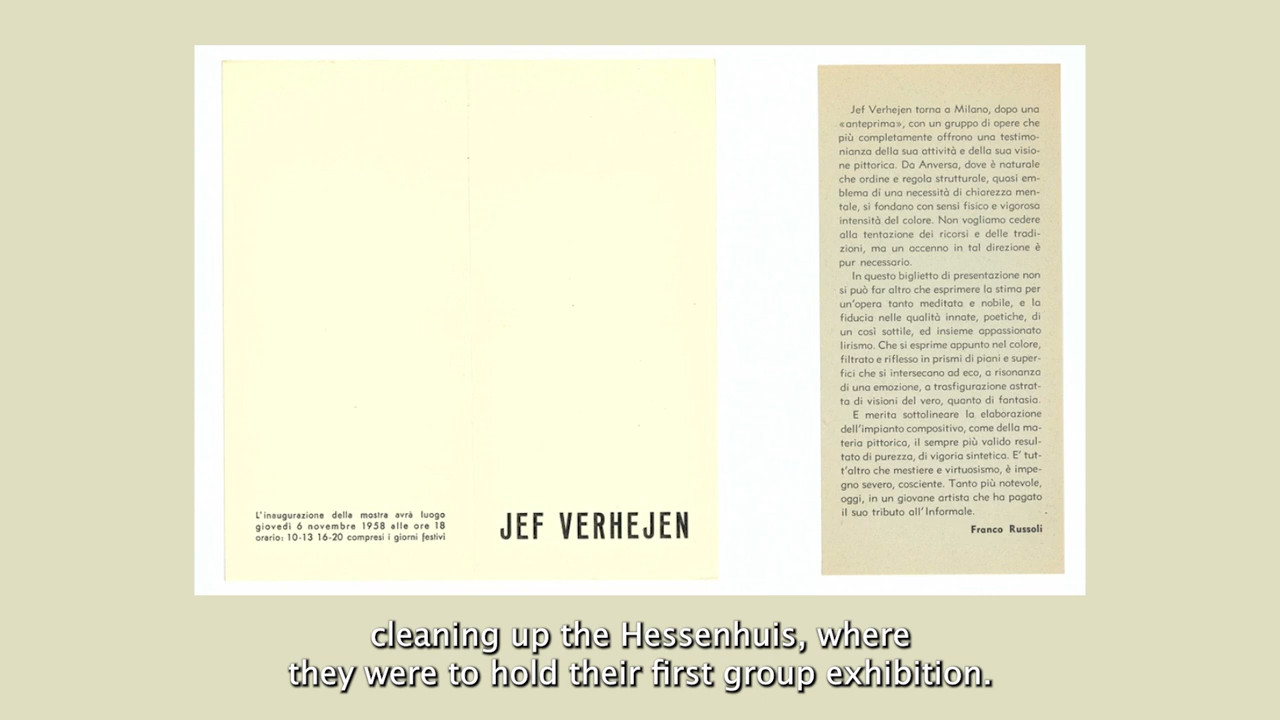 L'inaugurazione della mostra avrà luogo
giovedì 6 novembre 1958 alle ore 18
orario: 10-13 16-20 compresi i giorni festivi
JEF VERHEJEN
Jef Verhejen torna a Milano, dopo una
«anteprima», con un gruppo di opere che
più completamente offrono una testimo-
nianza della sua attività e della sua visio-
ne pittorica. Da Anversa, dove è naturale
che ordine e regola strutturale, quasi em-
blema di una necessità di chiarezza men-
tale, si fondano con sensi fisico e vigorosa
intensità del colore. Non vogliamo cedere
alla tentazione dei ricorsi e delle tradi-
zioni, ma un accenno in tal direzione è
pur necessario.
In questo biglietto di presentazione non
si può far altro che esprimere la stima per
un'opera tanto meditata e nobile, e la
fiducia nelle qualità innate, poetiche, di
un così sottile, ed insieme appassionato
lirismo. Che si esprime appunto nel colore,
filtrato e riflesso in prismi di piani e super-
fici che si intersecano ad eco, a risonanza
di una emozione, a trasfigurazione astrat-
ta di visioni del vero, quanto di fantasia.
E merita sottolineare la elaborazione
dell'impianto compositivo, come della ma-
teria pittorica, il sempre più valido resul-
tato di purezza, di vigoria sintetica. E' tut-
t'altro che mestiere e virtuosismo, è impe-
gno severo, cosciente. Tanto più notevole,
oggi, in un giovane artista che ha pagato
il suo tributo all'Informale.
Franco Russoli
cleaning up the Hessenhuis, where
they were to hold their first group exhibition.